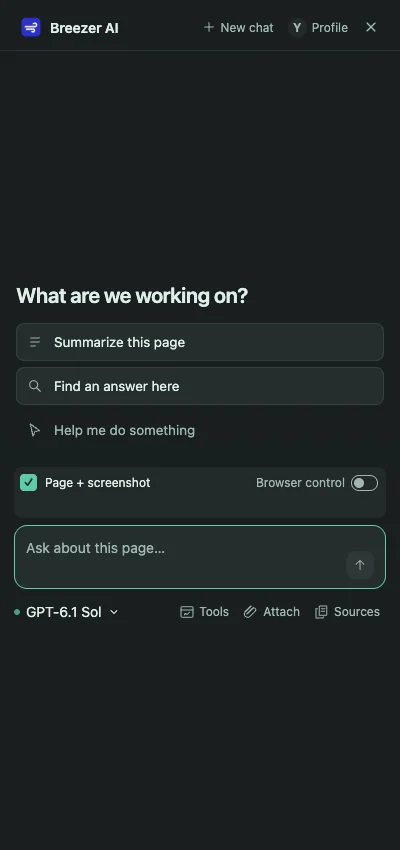 Breezer AI
New chat
Y Profile
What are we working on?
Summarize this page
Find an answer here
Help me do something
Page + screenshot
Browser control
Ask about this page...
GPT-6.1 Sol
Tools
Attach
Sources